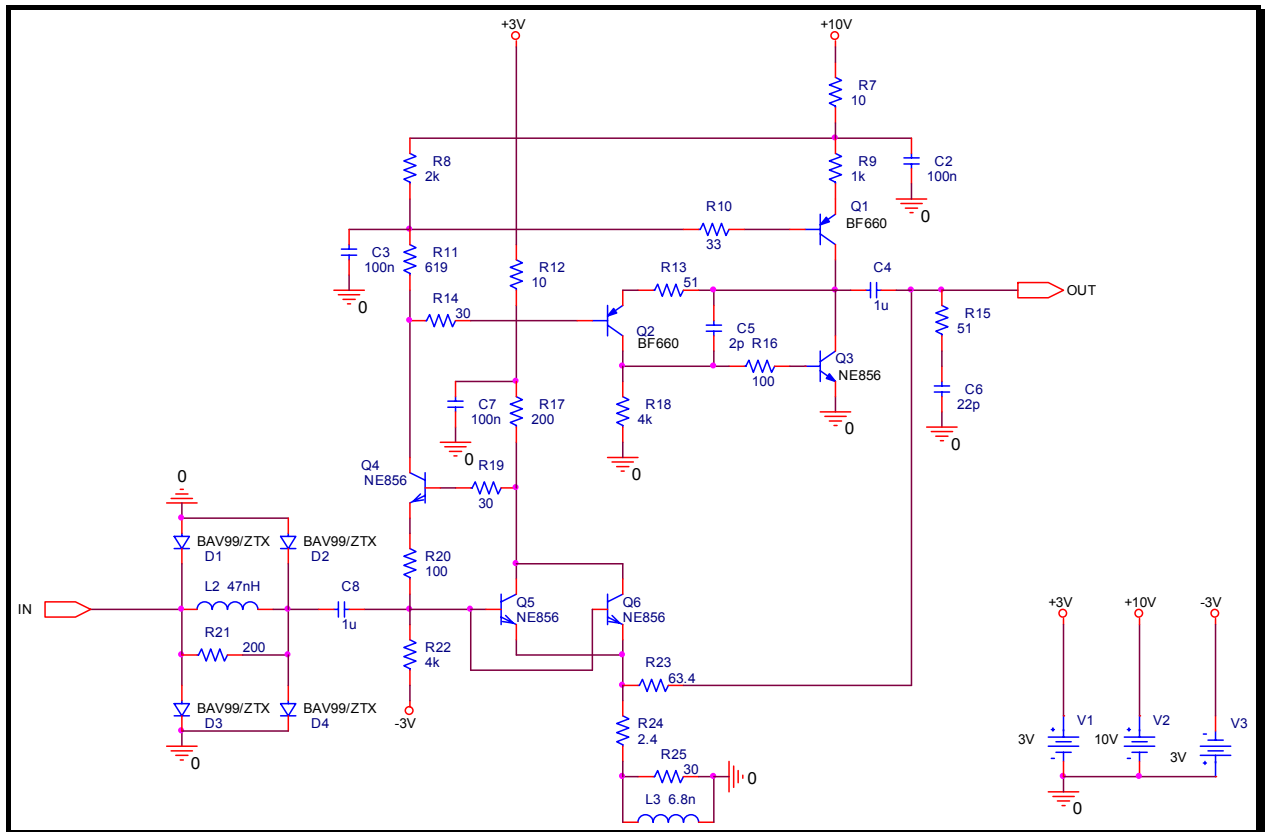 +3V
+10V
R7
10
R8
2k
R9
1k
C2
100n
0
Q1
BF660
R10
33
C3
100n
0
R11
619
R12
10
R13
51
C4
1u
OUT
R14
30
Q2
BF660
C5
2p
R16
100
Q3
NE856
0
R15
51
C6
22p
0
C7
100n
0
R17
200
R18
4k
0
Q4
NE856
R19
30
0
BAV99/ZTX
D1
BAV99/ZTX
D2
R20
100
L2 47nH
C8
1u
IN
Q5
NE856
Q6
NE856
R21
200
R22
4k
-3V
R23
63.4
BAV99/ZTX
D3
BAV99/ZTX
D4
0
R24
2.4
R25
30
0
L3 6.8n
+3V
+10V
-3V
V1
3V
+
-
V2
10V
+
-
V3
3V
-
+
0